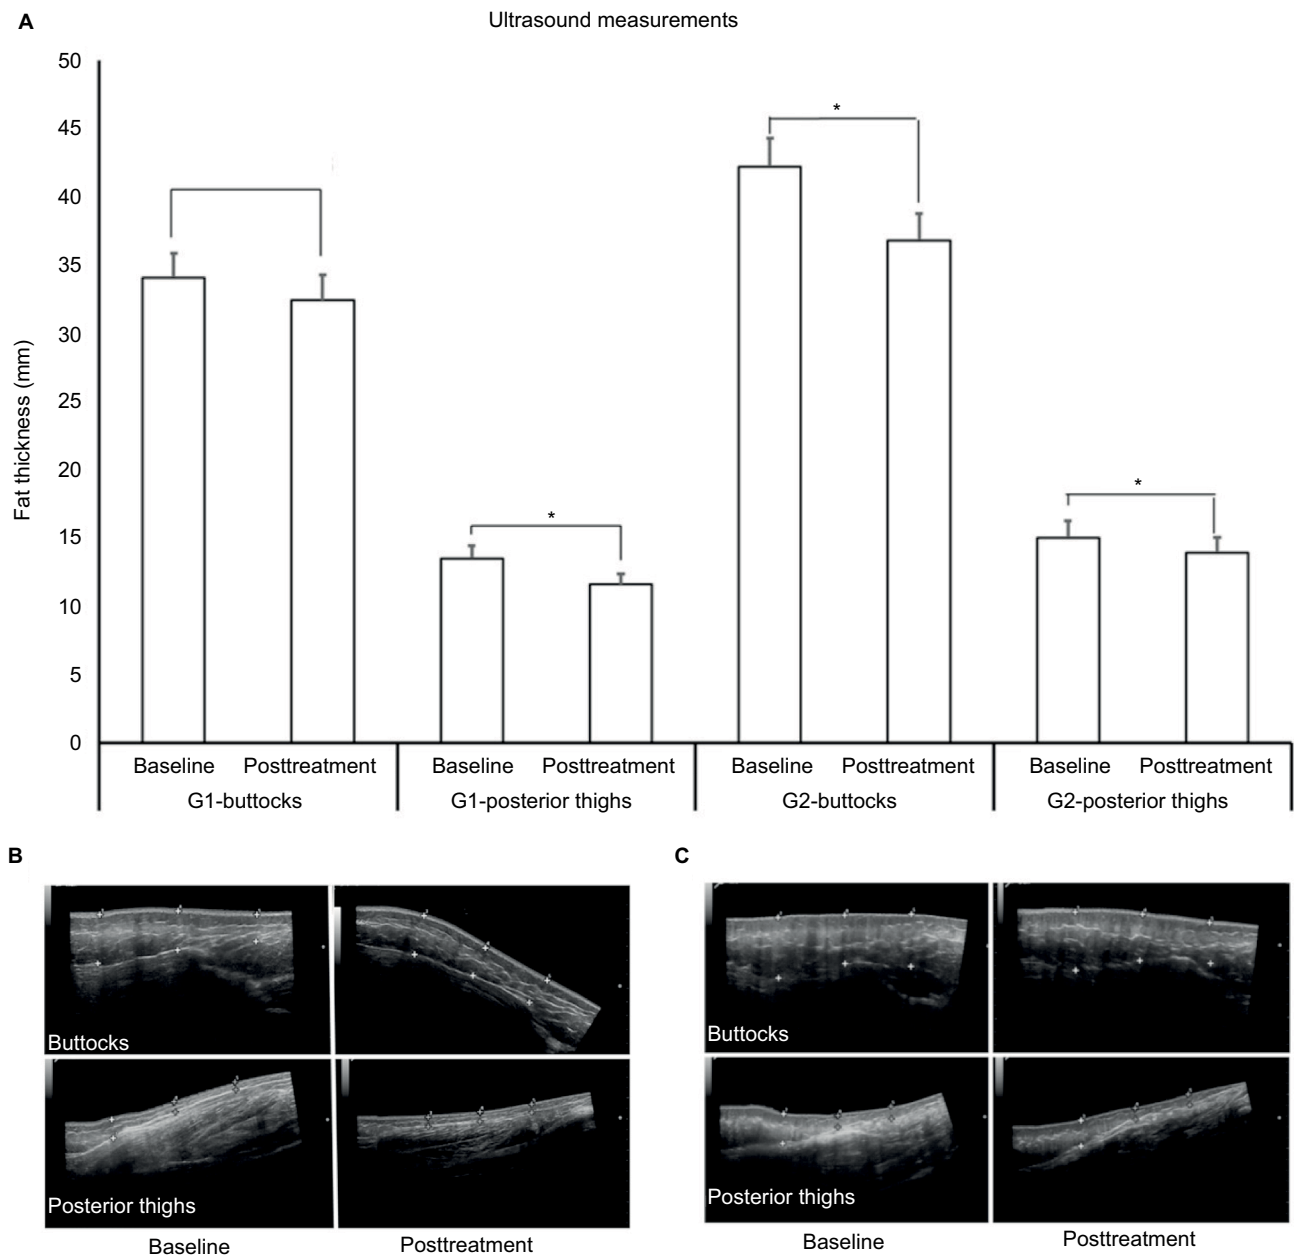 A
Ultrasound measurements
50
45
40
35
30
25
20
15
10
5
0
Fat thickness (mm)
*
*
*
Baseline Posttreatment Baseline Posttreatment Baseline Posttreatment Baseline Posttreatment
G1-buttocks G1-posterior thighs G2-buttocks G2-posterior thighs
B
Buttocks
Posterior thighs
Baseline Posttreatment
C
Buttocks
Posterior thighs
Baseline Posttreatment